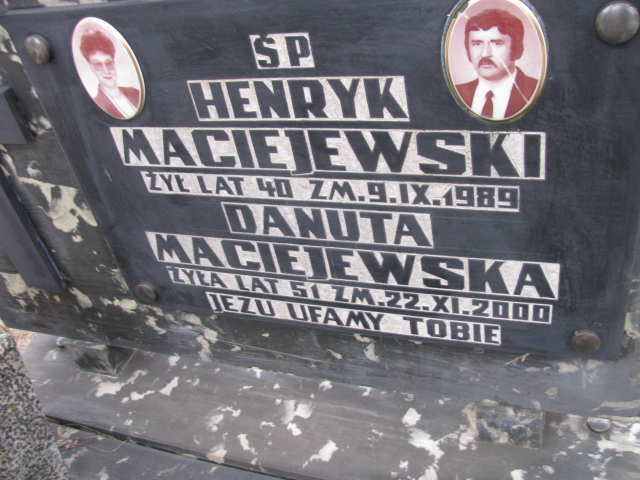 ŚP
HENRYK
MACIEJEWSKI
ŻYŁ LAT 40 ZM.9.IX.1989
DANUTA
MACIEJEWSKA
ŻYŁA LAT 51 ZM.22.XI.2000
JEZU UFAMY TOBIE